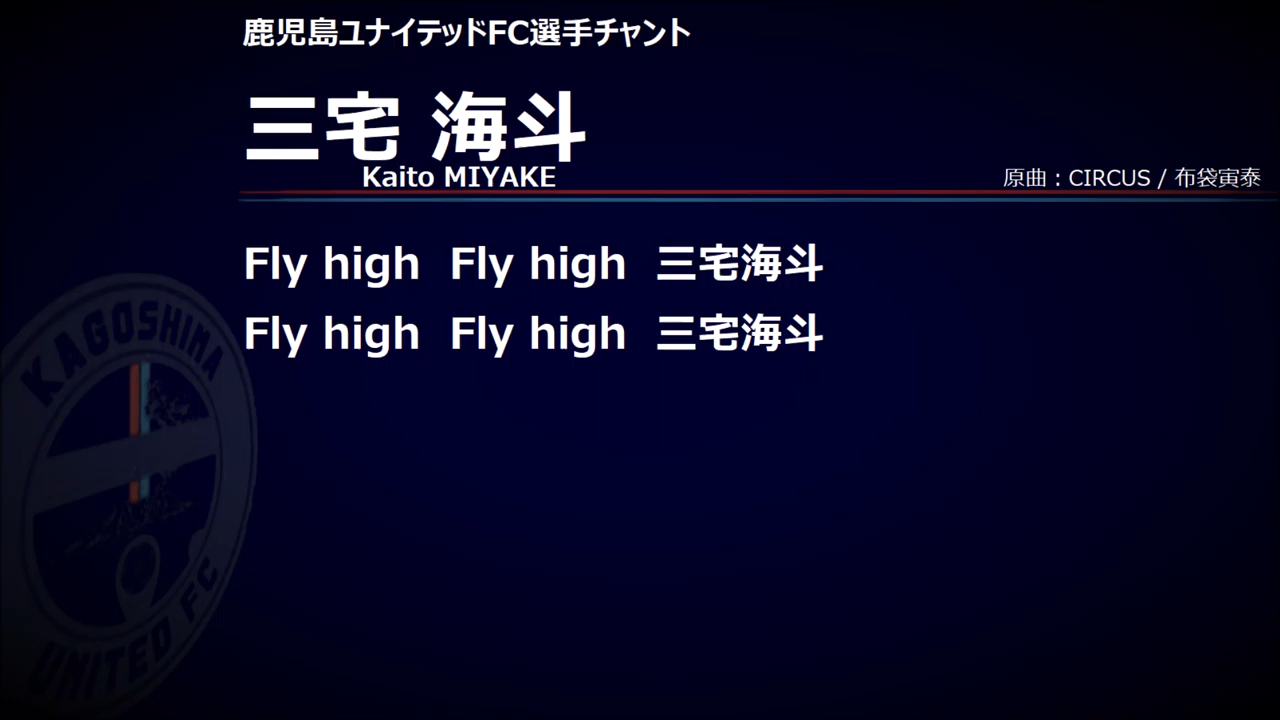 鹿児島ユナイテッドFC選手チャント
三宅 海斗
Kaito MIYAKE
原曲：CIRCUS / 布袋寅泰
Fly high Fly high 三宅海斗
Fly high Fly high 三宅海斗
KAGOSHIMA
UNITED FC